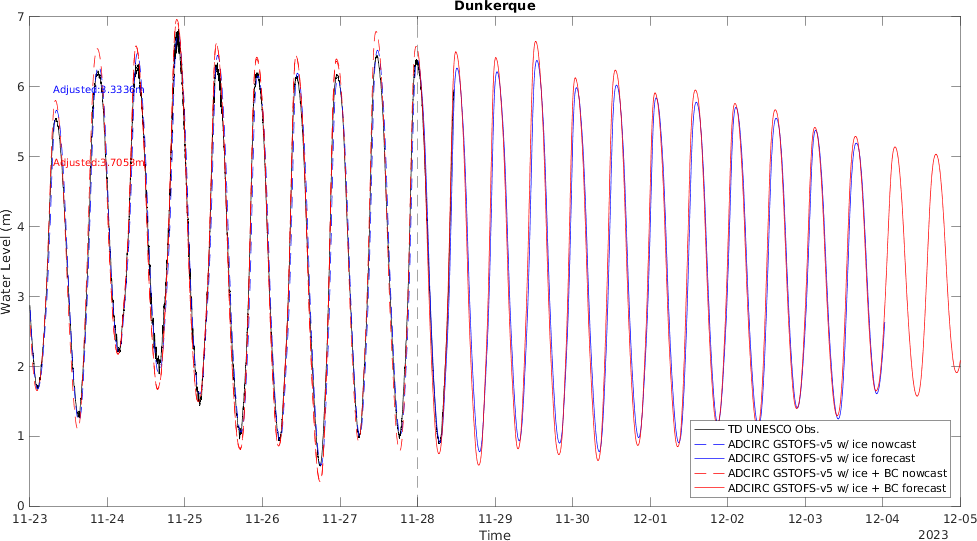 Dunkerque
7
6
5
4
3
2
1
0
Water Level (m)
Adjusted:3.3336m
Adjusted:3.7053m
TD UNESCO Obs.
ADCIRC GSTOFS-v5 w/ ice nowcast
ADCIRC GSTOFS-v5 w/ ice forecast
ADCIRC GSTOFS-v5 w/ ice + BC nowcast
ADCIRC GSTOFS-v5 w/ ice + BC forecast
11-23 11-24 11-25 11-26 11-27 11-28 11-29 11-30 12-01 12-02 12-03 12-04 12-05
Time
2023